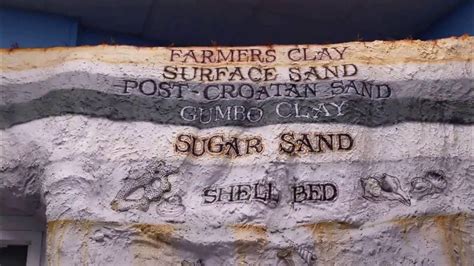 FARMERS CLAY
SURFACE SAND
POST-CROATAN SAND
GUMBO CLAY
SUGAR SAND
SHELL BED